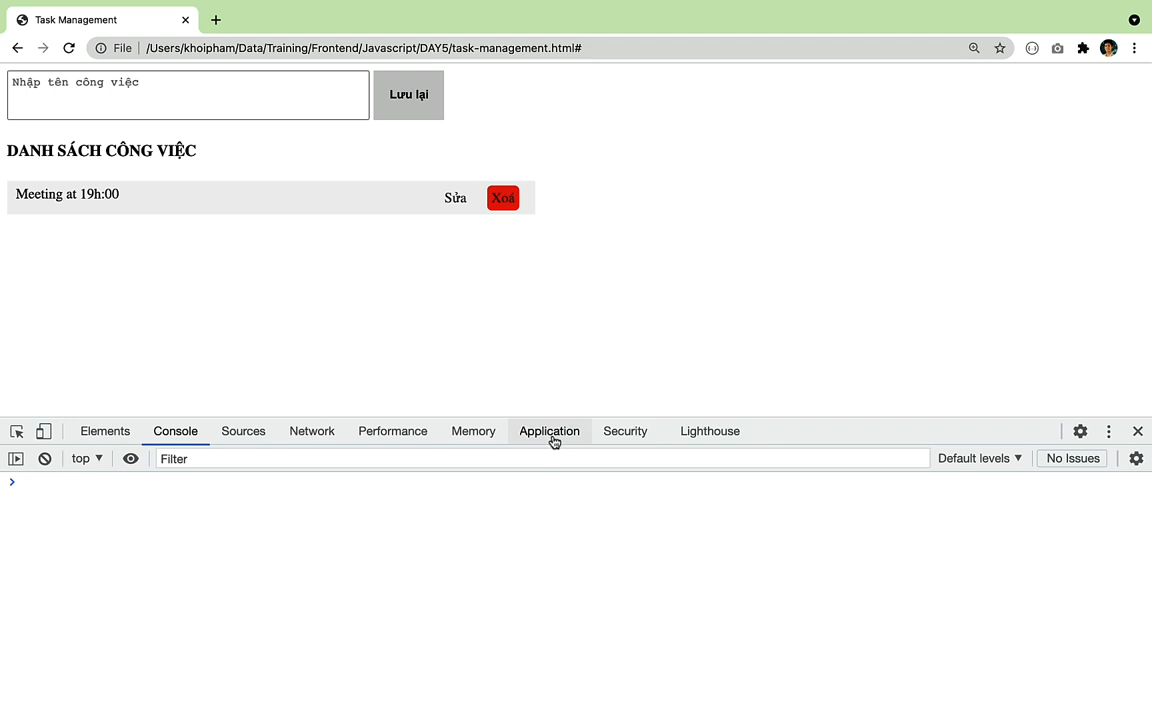 Task Management
File /Users/khoipham/Data/Training/Frontend/Javascript/DAY5/task-management.html#
Nhập tên công việc
Lưu lại
DANH SÁCH CÔNG VIỆC
Meeting at 19h:00 Sửa Xoá
Elements Console Sources Network Performance Memory Application Security Lighthouse
top Filter Default levels No Issues